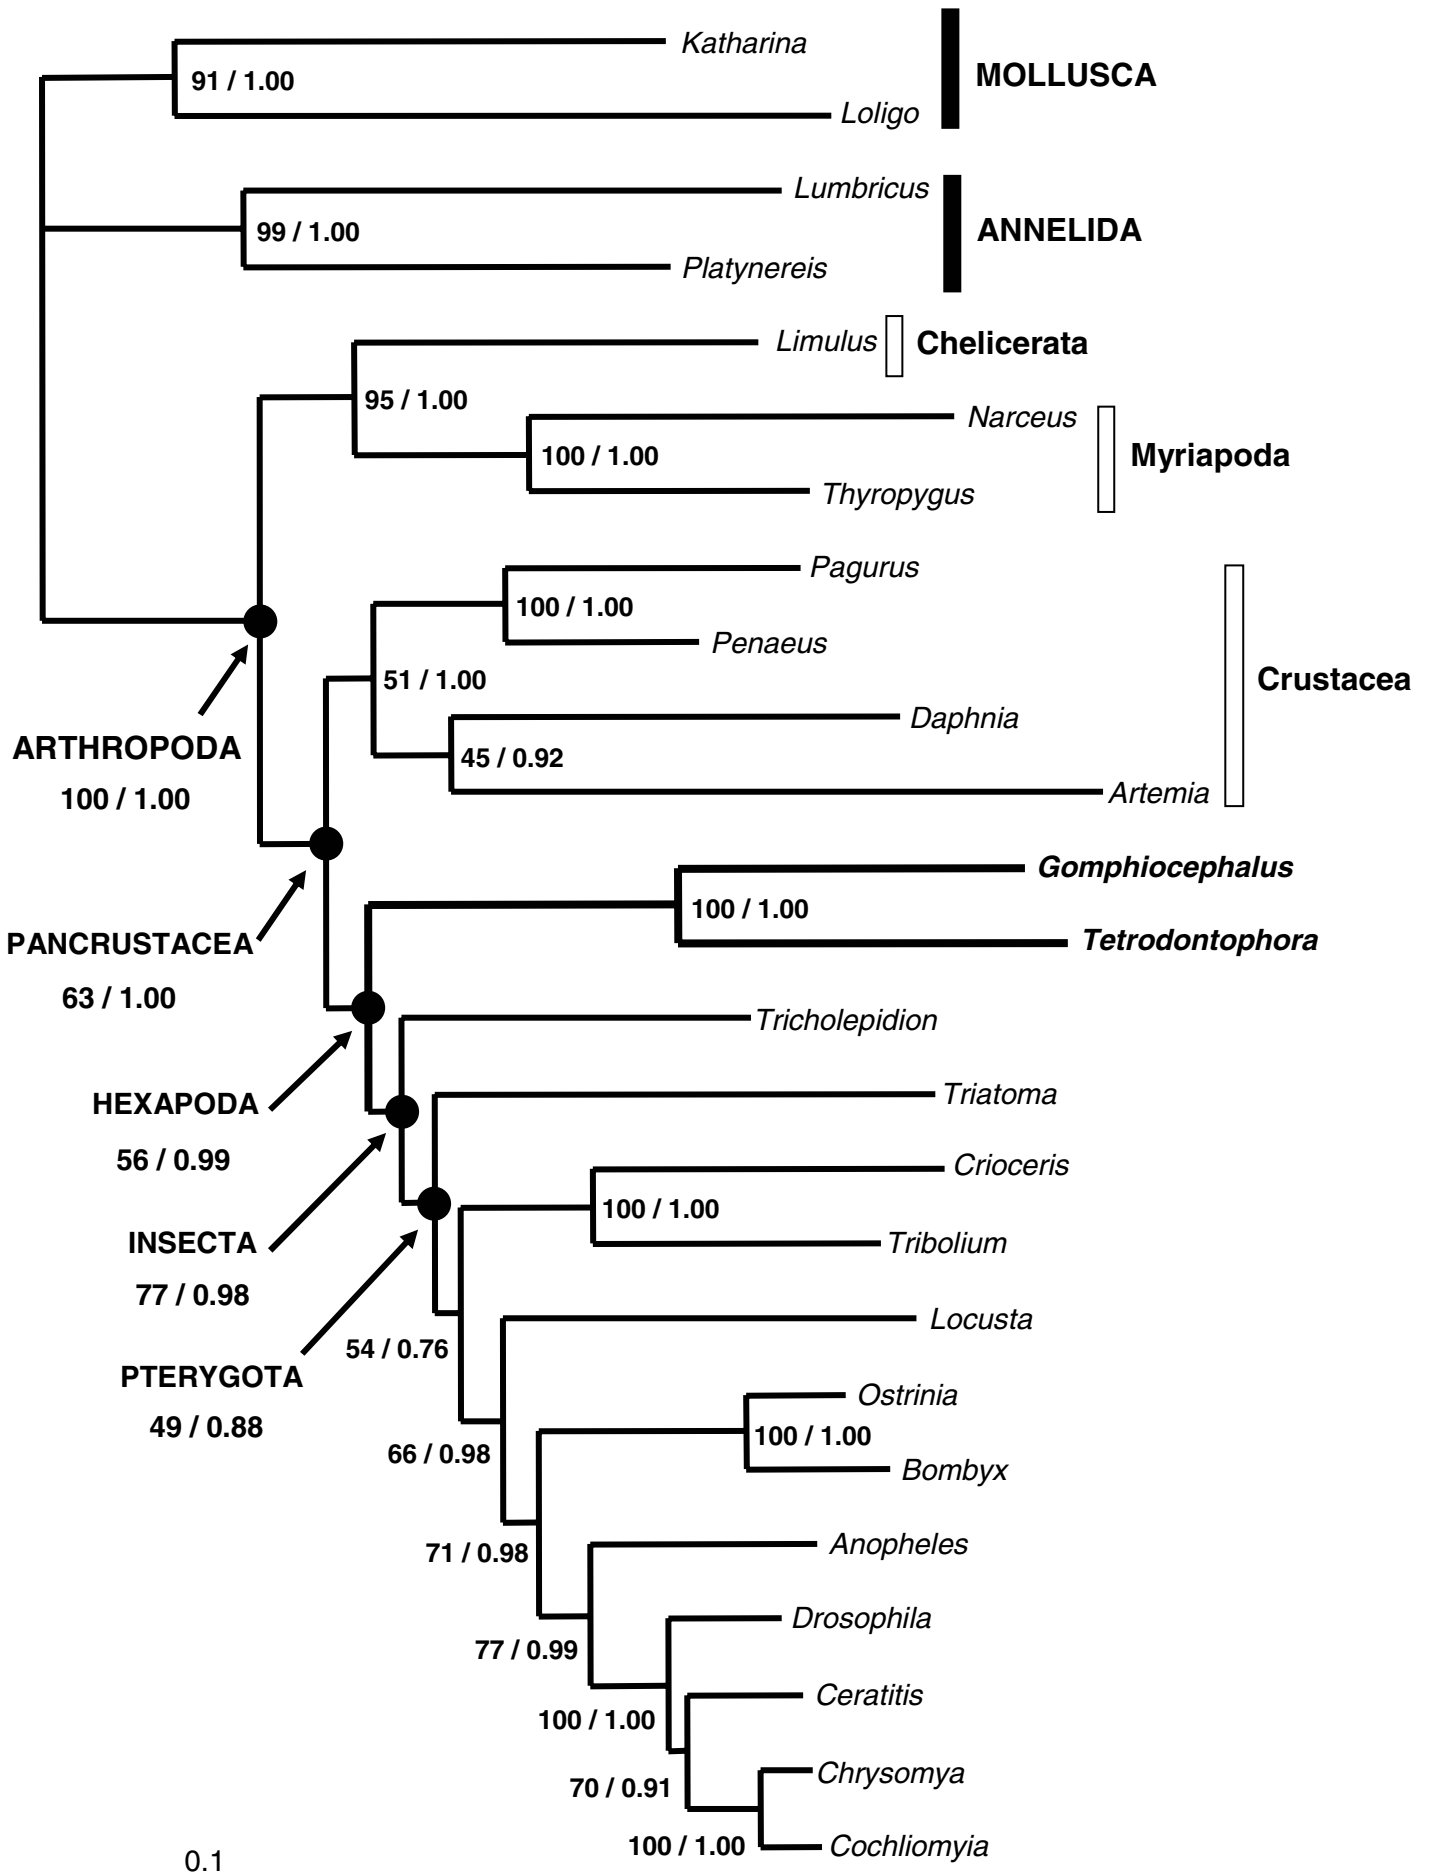 Katharina
91 / 1.00
MOLLUSCA
Loligo
Lumbricus
99 / 1.00
ANNELIDA
Platynereis
Limulus
Chelicerata
95 / 1.00
Narceus
100 / 1.00
Myriapoda
Thyropygus
Pagurus
100 / 1.00
Penaeus
51 / 1.00
Crustacea
Daphnia
45 / 0.92
Artemia
ARTHROPODA
100 / 1.00
Gomphiocephalus
100 / 1.00
Tetrodontophora
PANCRUSTACEA
63 / 1.00
Tricholepidion
HEXAPODA
56 / 0.99
Triatoma
Crioceris
100 / 1.00
Tribolium
INSECTA
77 / 0.98
Locusta
54 / 0.76
PTERYGOTA
49 / 0.88
Ostrinia
100 / 1.00
Bombyx
66 / 0.98
Anopheles
71 / 0.98
Drosophila
77 / 0.99
Ceratitis
100 / 1.00
Chrysomya
70 / 0.91
Cochliomyia
100 / 1.00
0.1